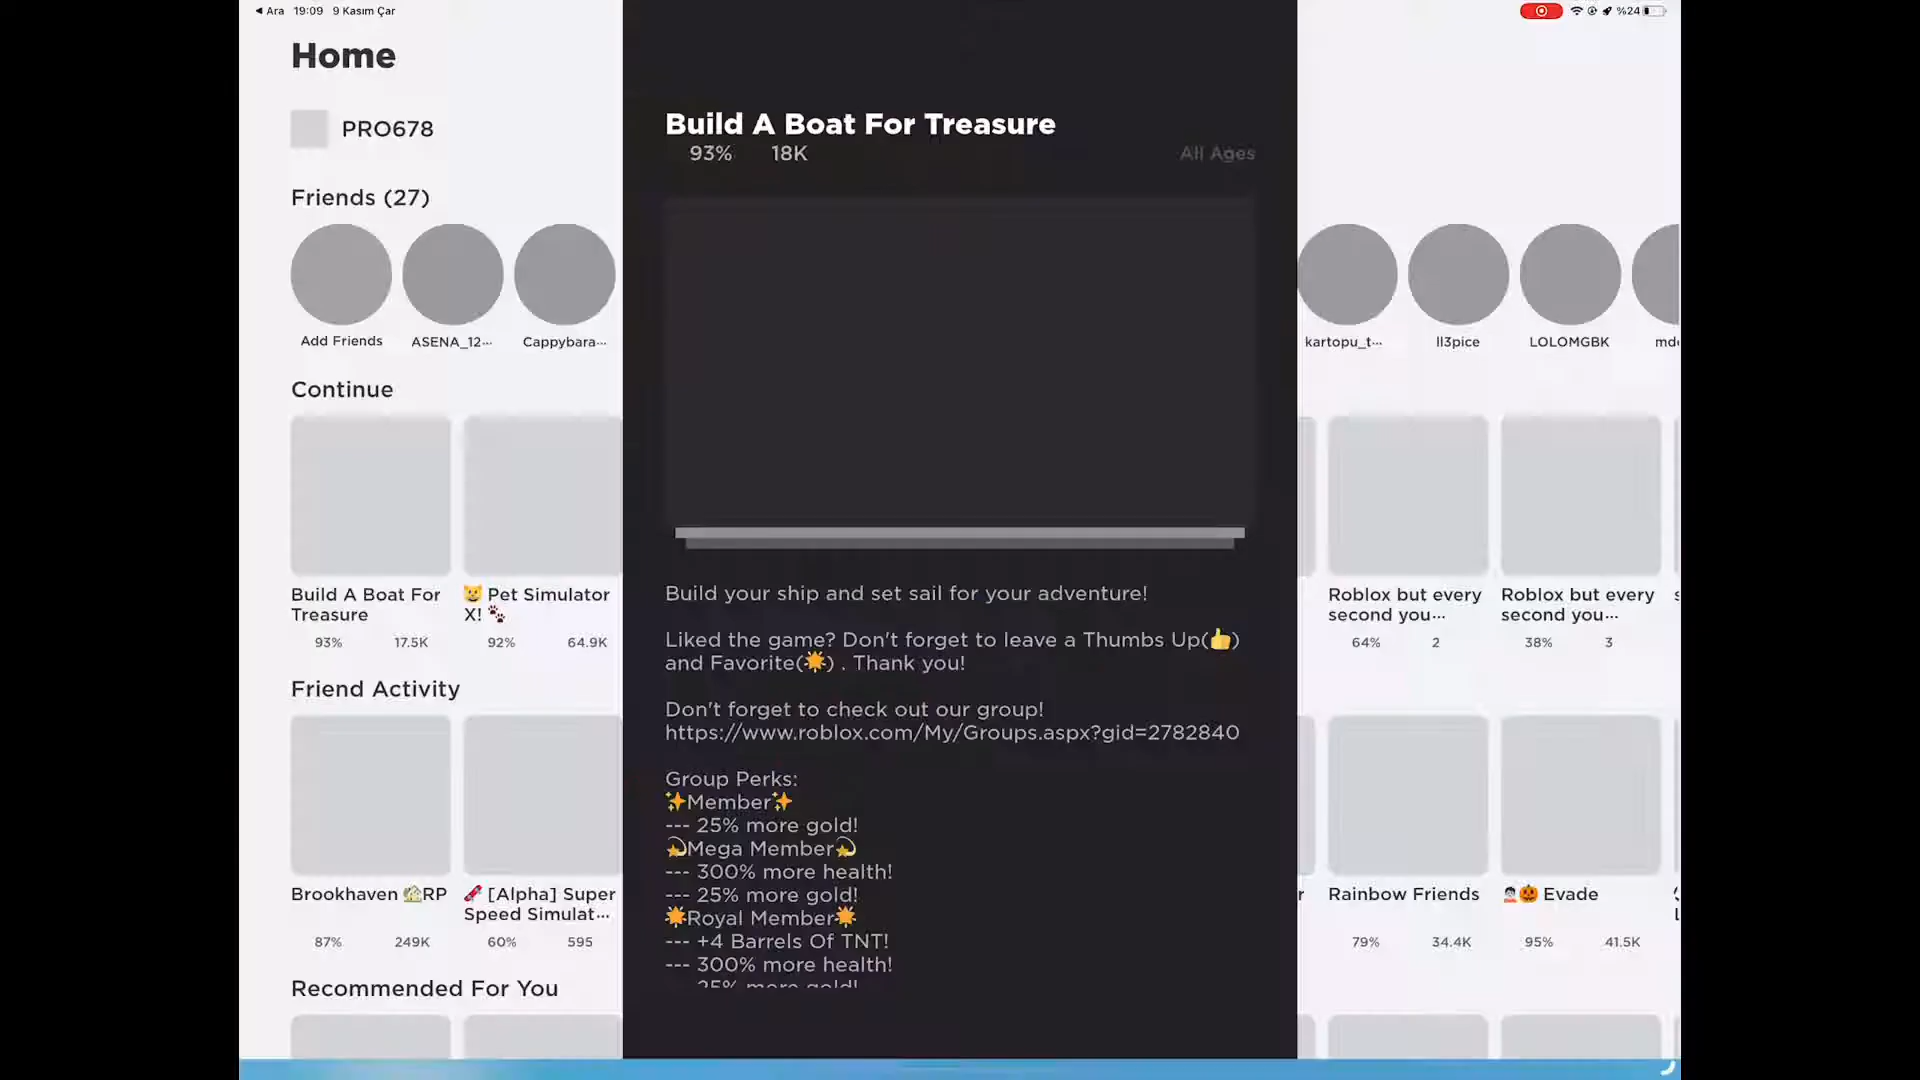 Ara 19:09 9 Kasım Çar
%24
Home
PRO678
Friends (27)
Add Friends
ASENA_12...
Cappybara...
kartopu_t...
ll3pice
LOLOMGBK
Continue
Build A Boat For
Treasure
93% 17.5K
😺 Pet Simulator
X! 🐾
92% 64.9K
Roblox but every
second you...
64% 2
Roblox but every
second you...
38% 3
Friend Activity
Brookhaven 🏡RP
87% 249K
[Alpha] Super
Speed Simulat...
60% 595
Rainbow Friends
79% 34.4K
🎃 Evade
95% 41.5K
Recommended For You
Build A Boat For Treasure
93% 18K
All Ages
Build your ship and set sail for your adventure!
Liked the game? Don't forget to leave a Thumbs Up(👍)
and Favorite(🌟) . Thank you!
Don't forget to check out our group!
https://www.roblox.com/My/Groups.aspx?gid=2782840
Group Perks:
✨Member✨
--- 25% more gold!
💫Mega Member💫
--- 300% more health!
--- 25% more gold!
🌟Royal Member🌟
--- +4 Barrels Of TNT!
--- 300% more health!
--- 25% more gold!